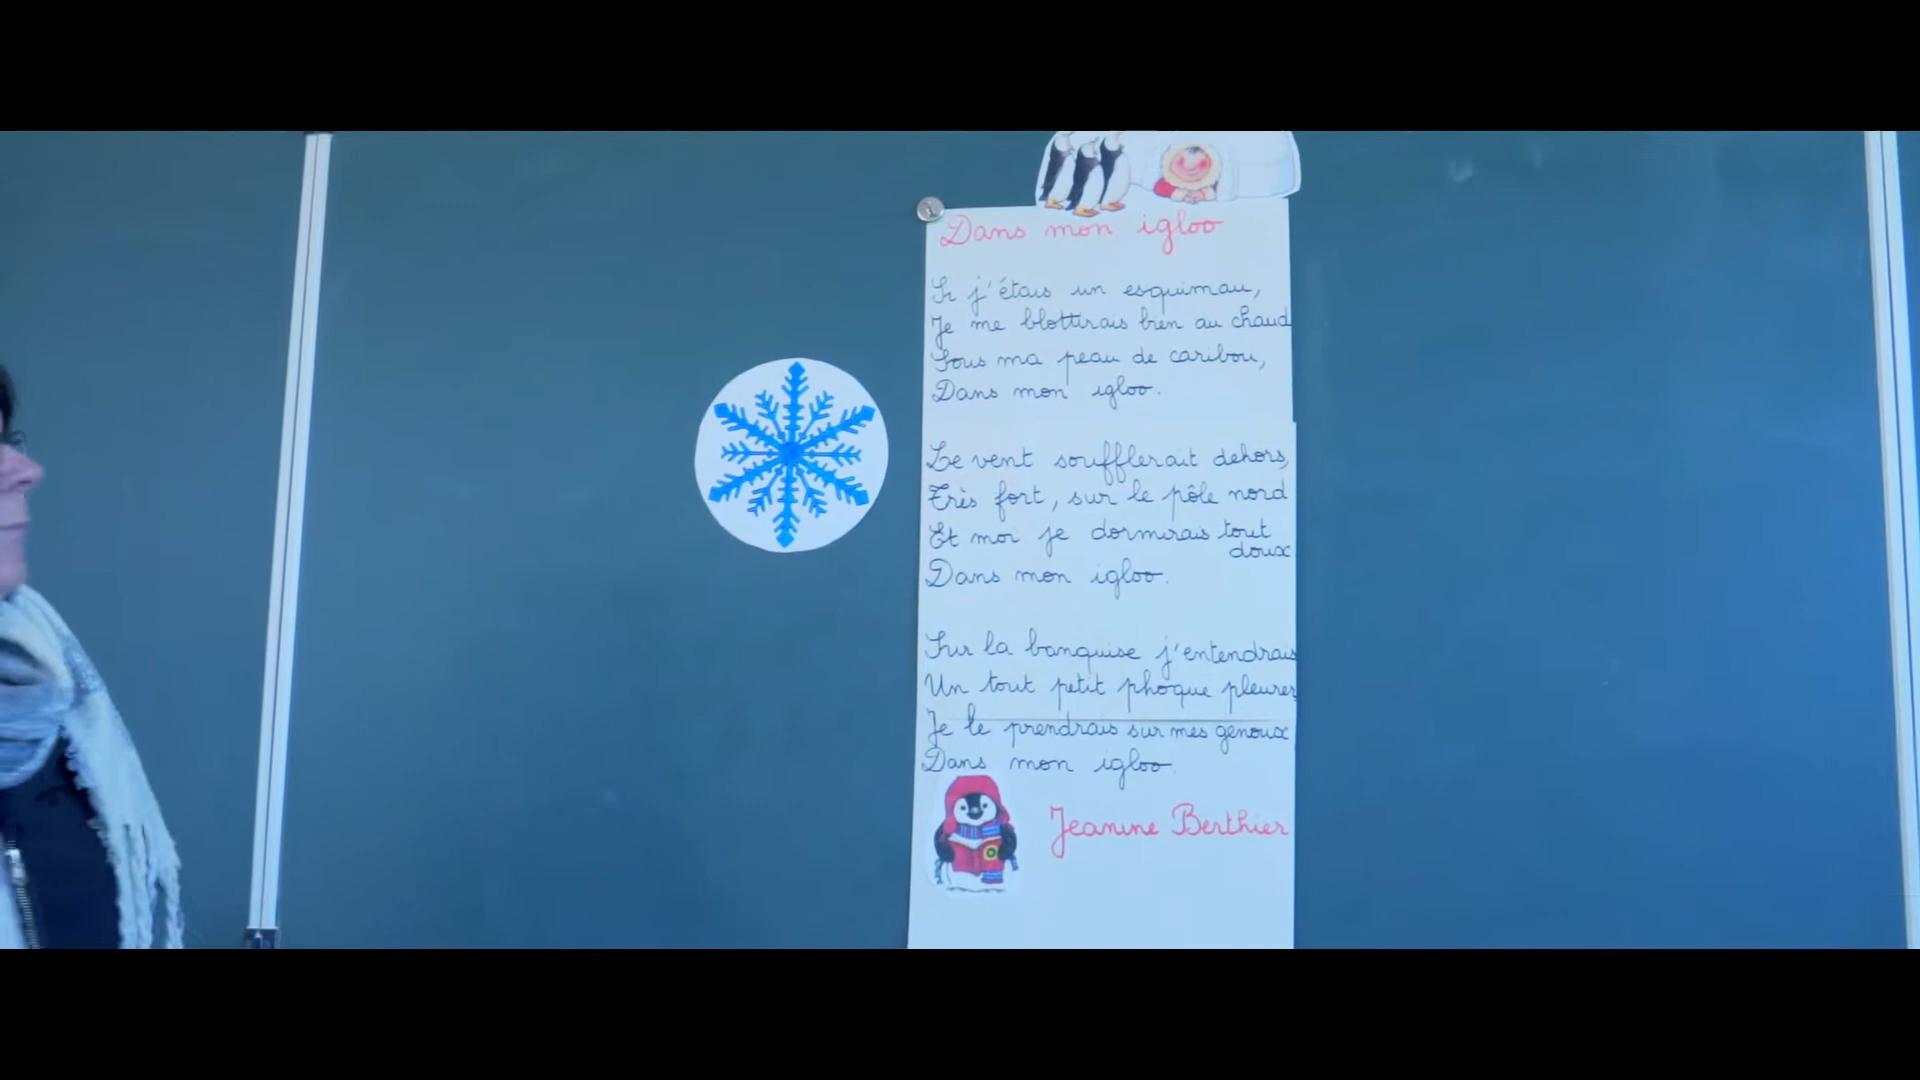 Dans mon igloo
Si j'étais un esquimau,
Je me blottirais bien au chaud
Sous ma peau de caribou,
Dans mon igloo.
Le vent soufflerait dehors,
Très fort, sur le pôle nord
Et moi je dormirais tout
doux
Dans mon igloo.
Sur la banquise j'entendrais
Un tout petit phoque pleurer,
Je le prendrais sur mes genoux
Dans mon igloo.
Jeanine Berthier